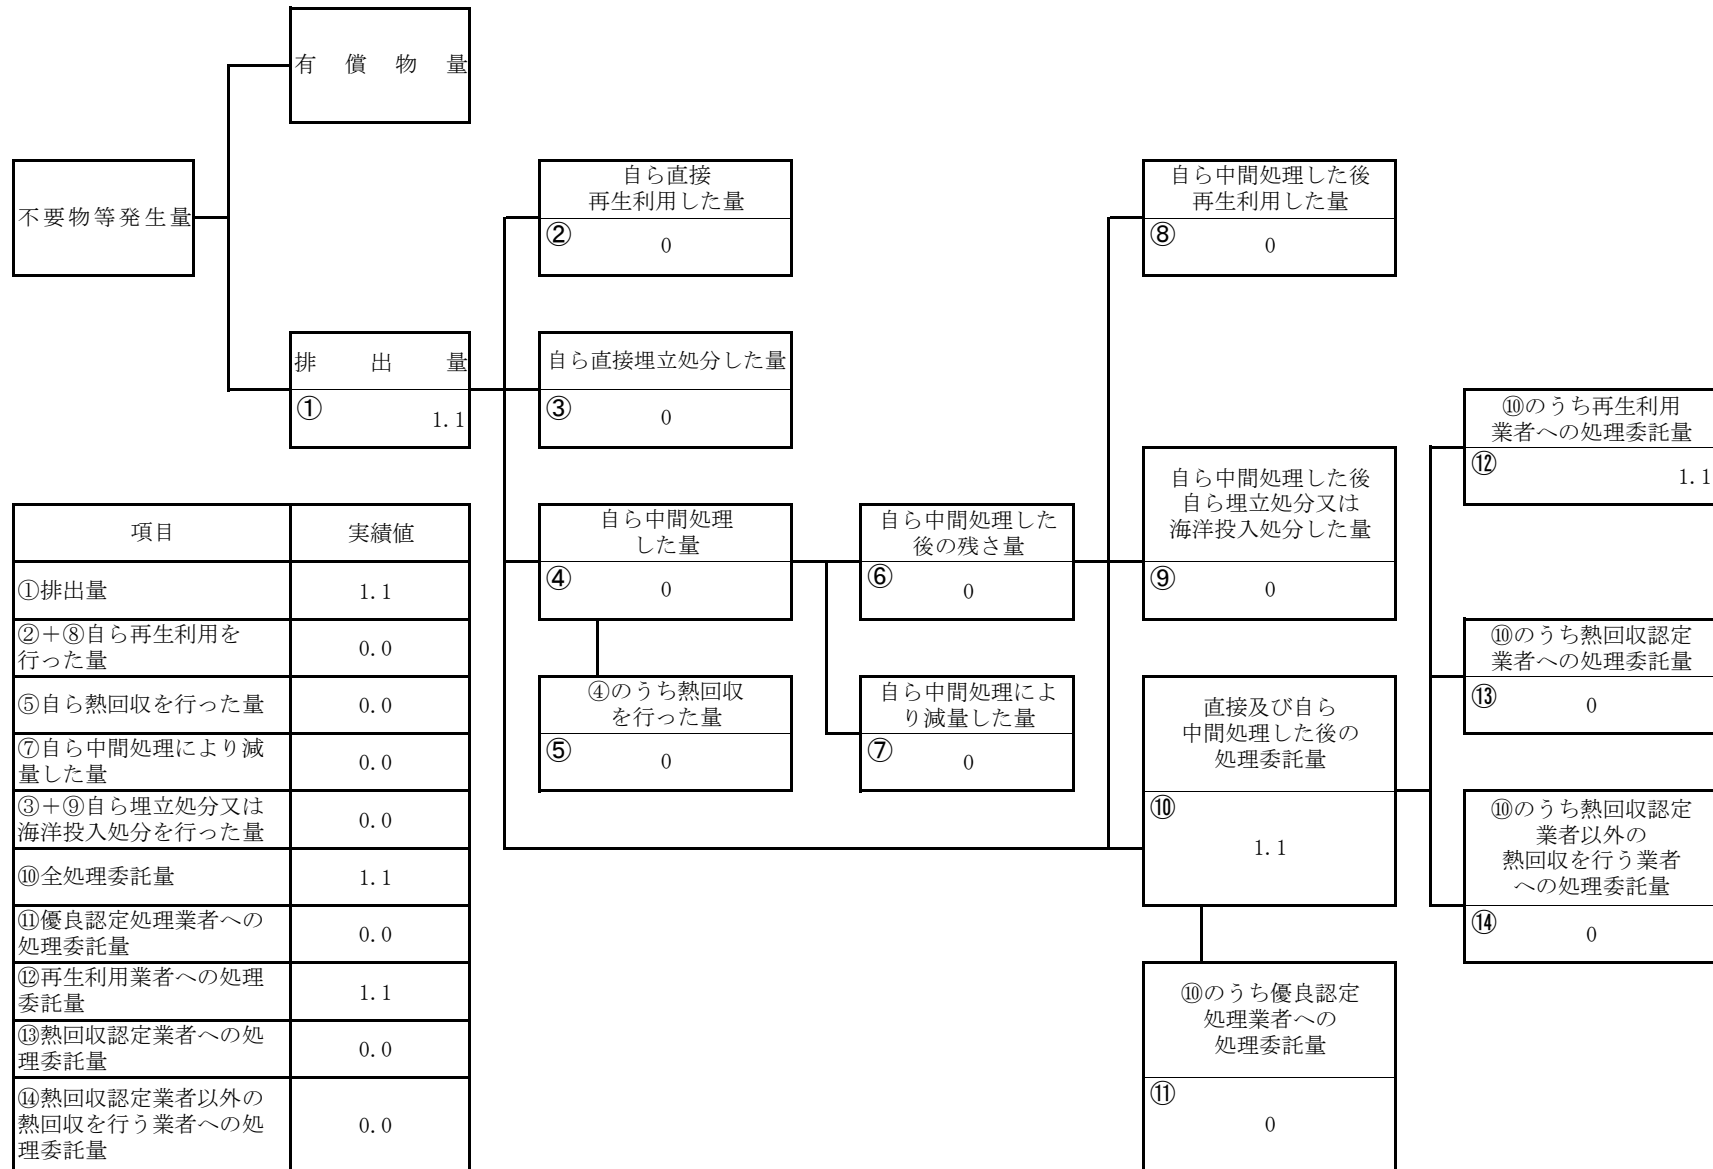 有償物量
不要物等発生量
排出量
①
1.1
自ら直接
再生利用した量
②
0
自ら直接埋立処分した量
③
0
自ら中間処理
した量
④
0
④のうち熱回収
を行った量
⑤
0
自ら中間処理した
後の残さ量
⑥
0
自ら中間処理によ
り減量した量
⑦
0
自ら中間処理した後
再生利用した量
⑧
0
自ら中間処理した後
自ら埋立処分又は
海洋投入処分した量
⑨
0
直接及び自ら
中間処理した後の
処理委託量
⑩
1.1
⑩のうち優良認定
処理業者への
処理委託量
⑪
0
⑩のうち再生利用
業者への処理委託量
⑫
1.1
⑩のうち熱回収認定
業者への処理委託量
⑬
0
⑩のうち熱回収認定
業者以外の
熱回収を行う業者
への処理委託量
⑭
0
項目 実績値
①排出量 1.1
②＋⑧自ら再生利用を
行った量 0.0
⑤自ら熱回収を行った量 0.0
⑦自ら中間処理により減
量した量 0.0
③＋⑨自ら埋立処分又は
海洋投入処分を行った量 0.0
⑩全処理委託量 1.1
⑪優良認定処理業者への
処理委託量 0.0
⑫再生利用業者への処理
委託量 1.1
⑬熱回収認定業者への処
理委託量 0.0
⑭熱回収認定業者以外の
熱回収を行う業者への処 0.0
理委託量